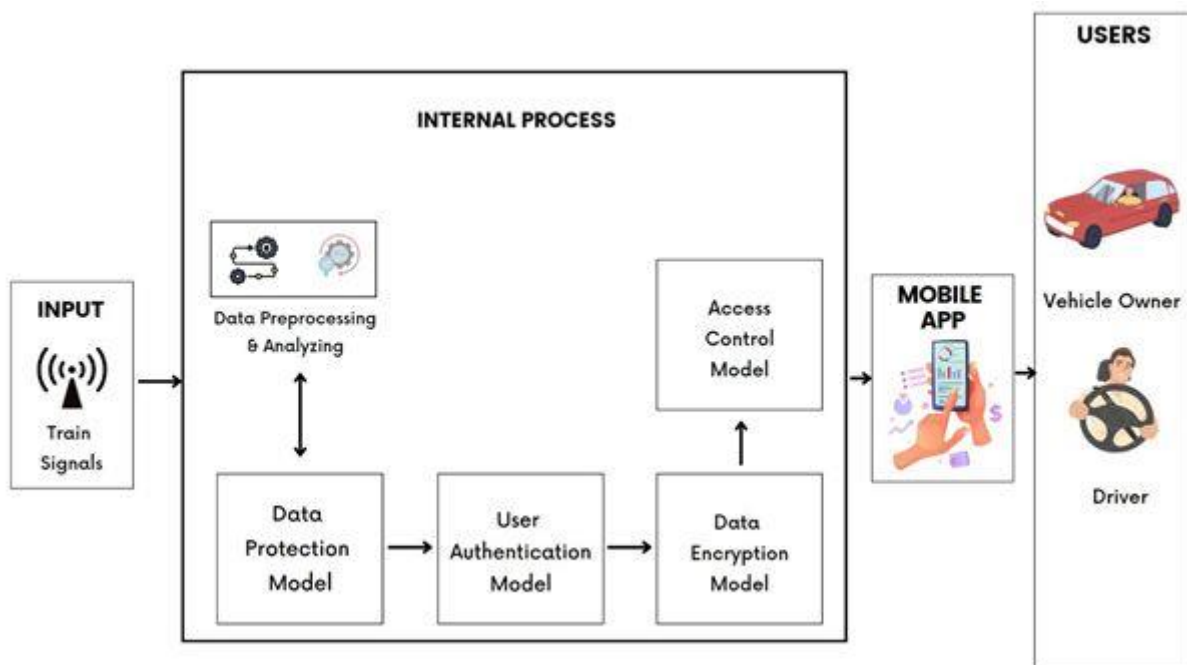 USERS
INTERNAL PROCESS
INPUT
Train
Signals
Data Preprocessing
& Analyzing
Data
Protection
Model
User
Authentication
Model
Data
Encryption
Model
Access
Control
Model
MOBILE
APP
Vehicle Owner
Driver